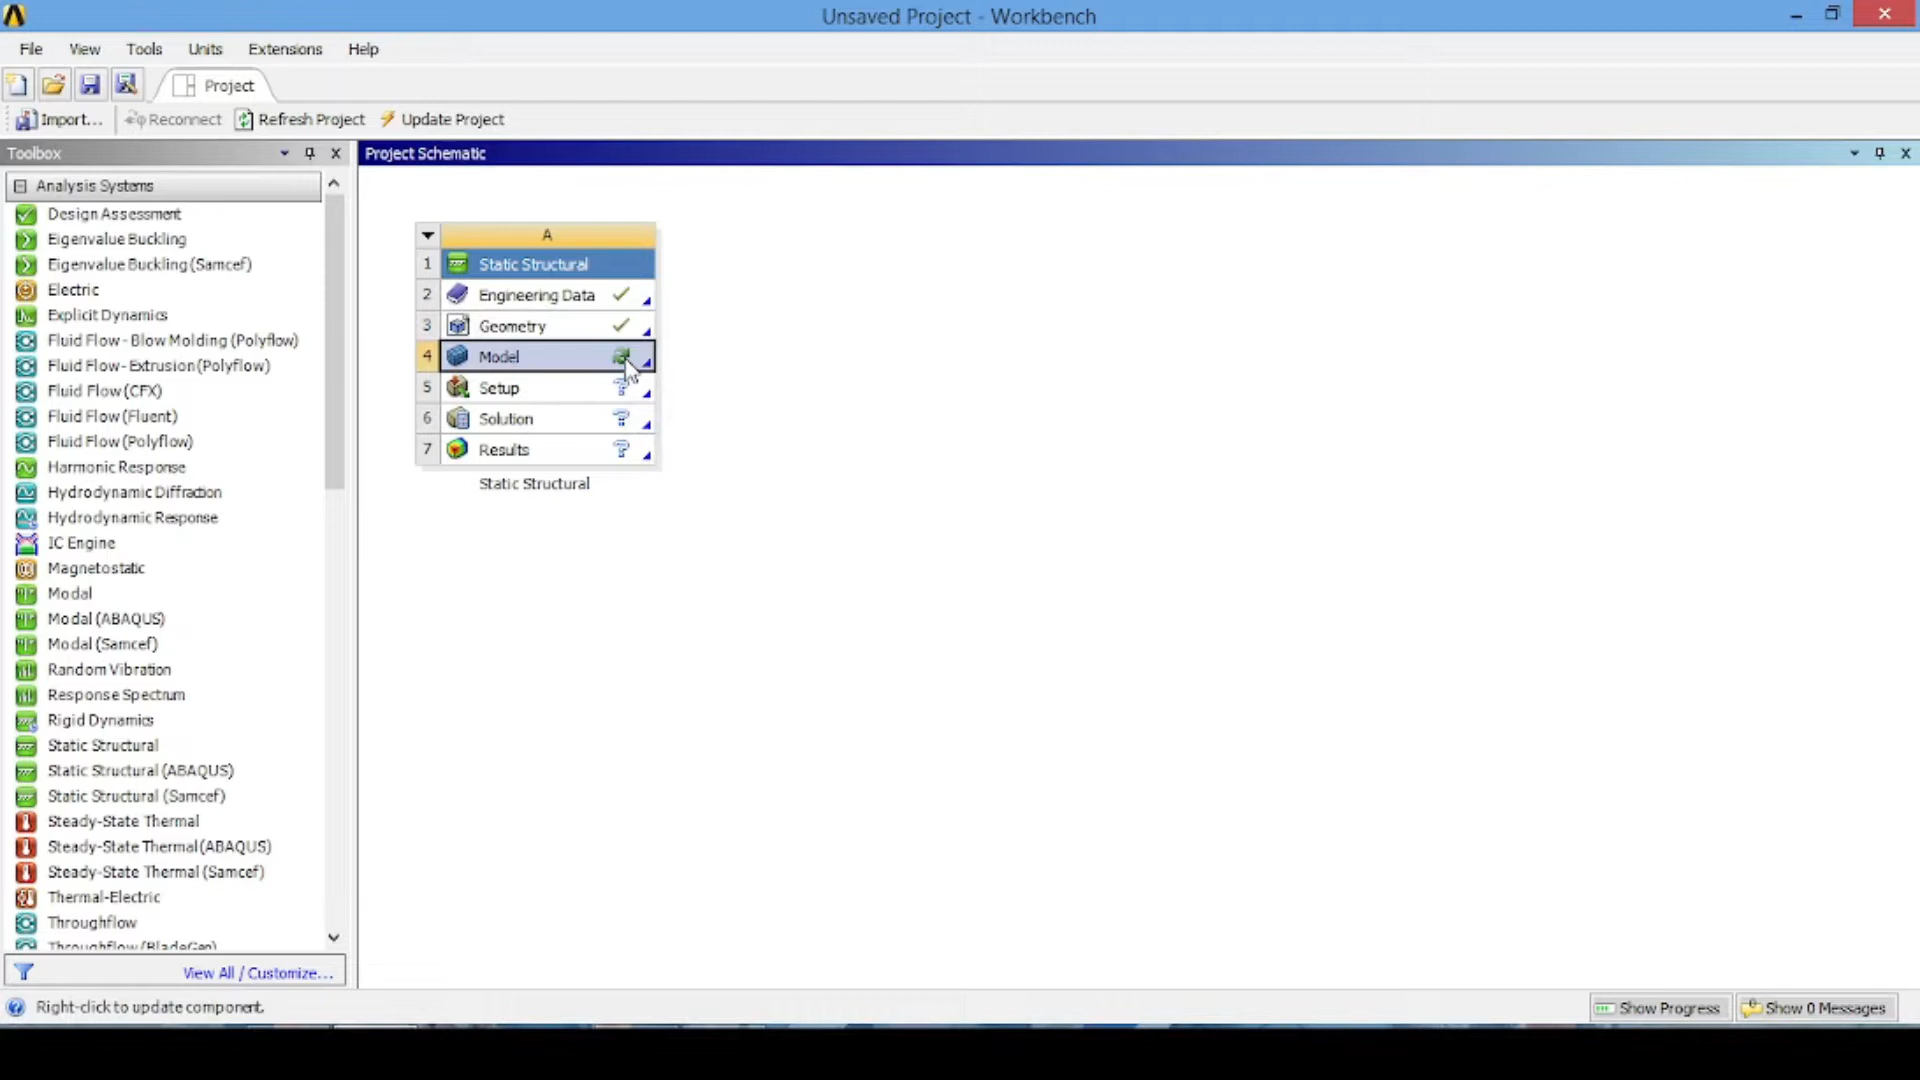 Unsaved Project - Workbench
File View Tools Units Extensions Help
Project
Import... Reconnect Refresh Project Update Project
Toolbox
Project Schematic
Analysis Systems
Design Assessment
Eigenvalue Buckling
Eigenvalue Buckling (Samcef)
Electric
Explicit Dynamics
Fluid Flow - Blow Molding (Polyflow)
Fluid Flow - Extrusion (Polyflow)
Fluid Flow (CFX)
Fluid Flow (Fluent)
Fluid Flow (Polyflow)
Harmonic Response
Hydrodynamic Diffraction
Hydrodynamic Response
IC Engine
Magnetostatic
Modal
Modal (ABAQUS)
Modal (Samcef)
Random Vibration
Response Spectrum
Rigid Dynamics
Static Structural
Static Structural (ABAQUS)
Static Structural (Samcef)
Steady-State Thermal
Steady-State Thermal (ABAQUS)
Steady-State Thermal (Samcef)
Thermal-Electric
Throughflow
Throughflow (BladeGen)
View All / Customize...
A
1 Static Structural
2 Engineering Data
3 Geometry
4 Model
5 Setup ?
6 Solution ?
7 Results ?
Static Structural
Right-click to update component.
Show Progress
Show 0 Messages